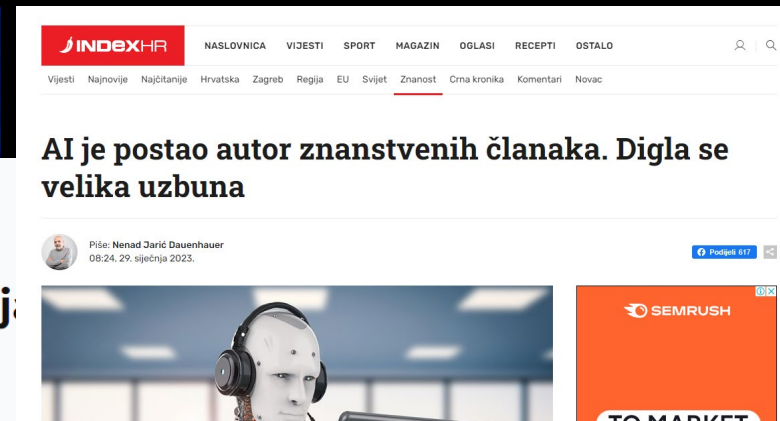 INDEXHR
NASLOVNICA VIJESTI SPORT MAGAZIN OGLASI RECEPTI OSTALO
Vijesti Najnovije Najčitanije Hrvatska Zagreb Regija EU Svijet Znanost Crna kronika Komentari Novac
AI je postao autor znanstvenih članaka. Digla se
velika uzbuna
Piše: Nenad Jarić Dauenhauer
08:24, 29. siječnja 2023.
Podijeli 617
SEMRUSH
TO MARKET